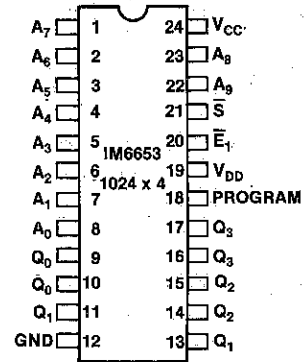 A7 1 24 VCC
A6 2 23 A8
A5 3 22 A9
A4 4 21 S̅
A3 5 20 E̅1
IM6653
A2 6 19 VDD
1024 x 4
A1 7 18 PROGRAM
A0 8 17 Q3
Q0 9 16 Q3
Q0 10 15 Q2
Q1 11 14 Q2
GND 12 13 Q1